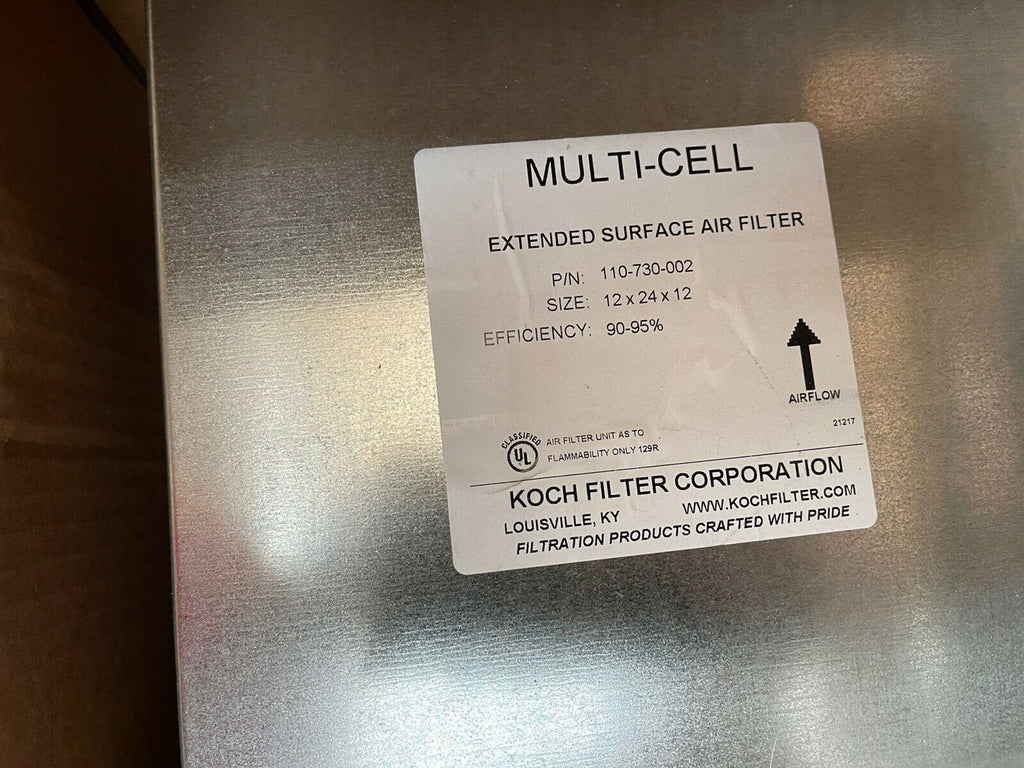 MULTI-CELL
EXTENDED SURFACE AIR FILTER
P/N: 110-730-002
SIZE: 12 x 24 x 12
EFFICIENCY: 90-95%
AIRFLOW
21217
CLASSIFIED
UL
AIR FILTER UNIT AS TO
FLAMMABILITY ONLY 129R
KOCH FILTER CORPORATION
LOUISVILLE, KY WWW.KOCHFILTER.COM
FILTRATION PRODUCTS CRAFTED WITH PRIDE